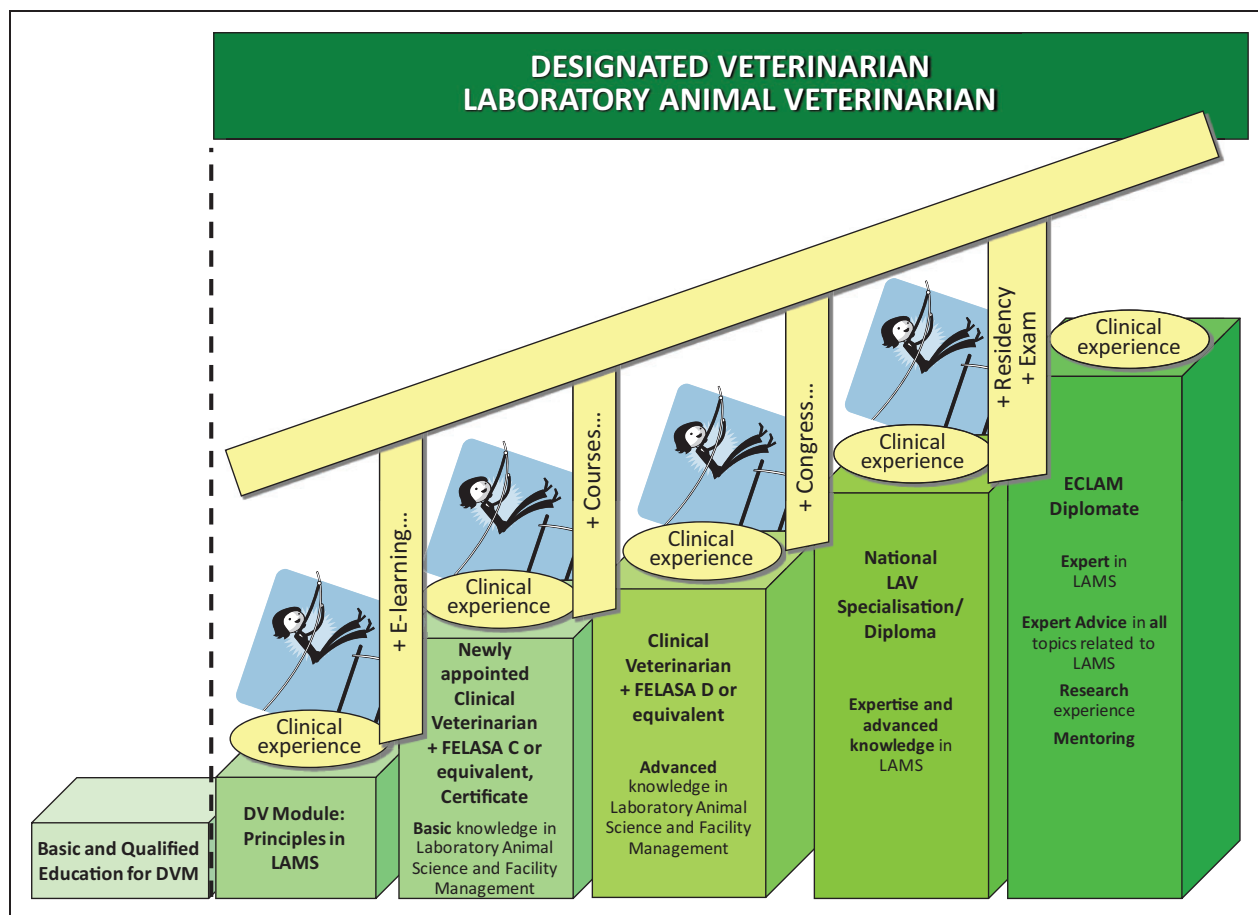 DESIGNATED VETERINARIAN
LABORATORY ANIMAL VETERINARIAN
Basic and Qualified
Education for DVM
Clinical
experience
DV Module:
Principles in
LAMS
+ E-learning...
Clinical
experience
Newly
appointed
Clinical
Veterinarian
+ FELASA C or
equivalent,
Certificate
Basic knowledge in
Laboratory Animal
Science and Facility
Management
+ Courses...
Clinical
experience
Clinical
Veterinarian
+ FELASA D or
equivalent
Advanced
knowledge in
Laboratory Animal
Science and Facility
Management
+ Congress...
Clinical
experience
National
LAV
Specialisation/
Diploma
Expertise and
advanced
knowledge in
LAMS
+ Residency
+ Exam
Clinical
experience
ECLAM
Diplomate
Expert in
LAMS
Expert Advice in all
topics related to
LAMS
Research
experience
Mentoring